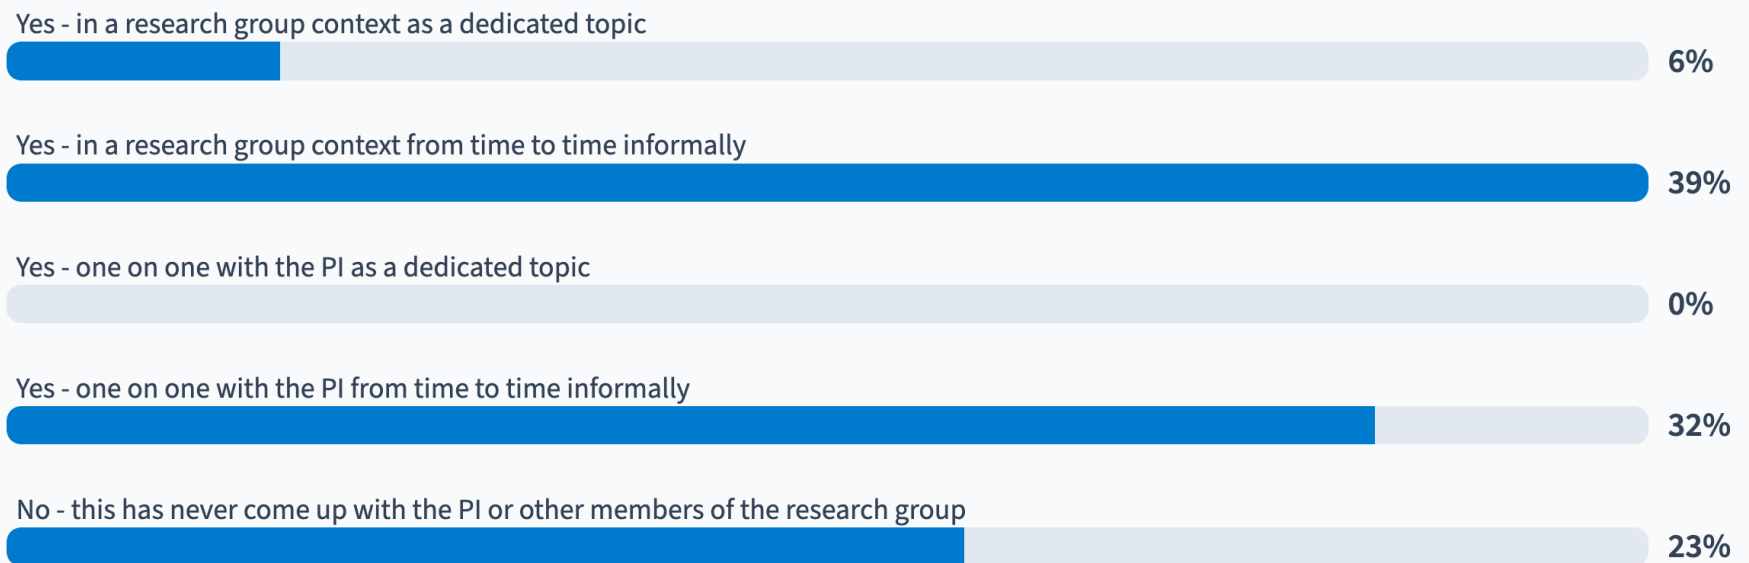 Yes - in a research group context as a dedicated topic
6%
Yes - in a research group context from time to time informally
39%
Yes - one on one with the PI as a dedicated topic
0%
Yes - one on one with the PI from time to time informally
32%
No - this has never come up with the PI or other members of the research group
23%